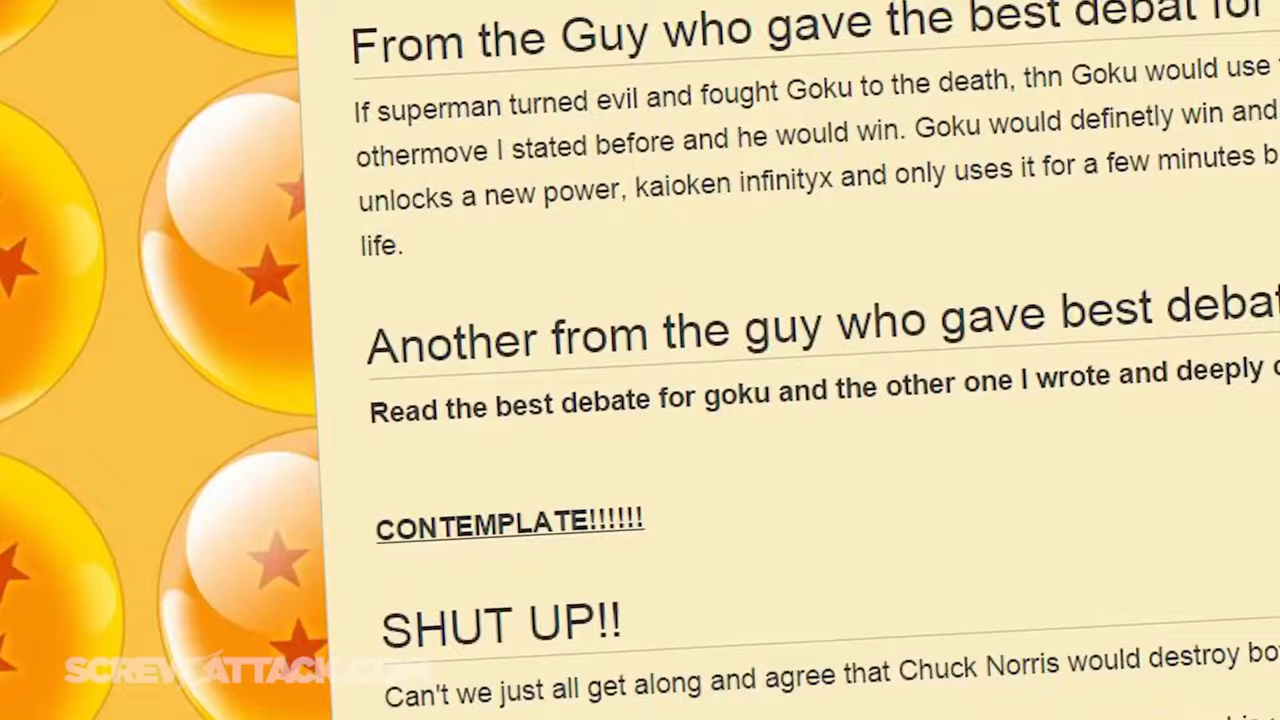 From the Guy who gave the best debat for
If superman turned evil and fought Goku to the death, thn Goku would use
othermove I stated before and he would win. Goku would definetly win and
unlocks a new power, kaioken infinityx and only uses it for a few minutes b
life.
Another from the guy who gave best debat
Read the best debate for goku and the other one I wrote and deeply
CONTEMPLATE!!!!!!
SHUT UP!!
Can't we just all get along and agree that Chuck Norris would destroy bo
SCREWATTACK.COM